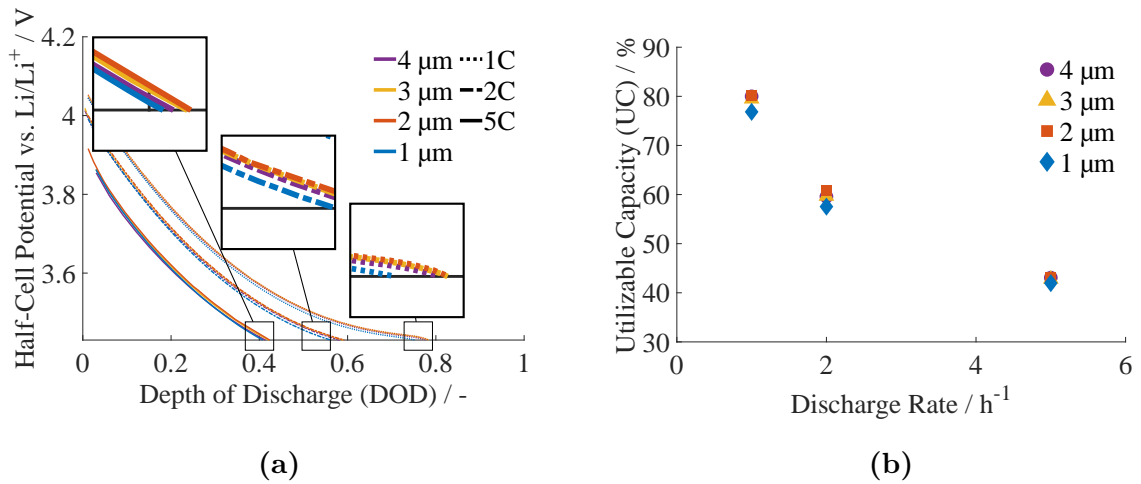 Half-Cell Potential vs. Li/Li⁺ / V
4.2
4
3.8
3.6
0
0.2
0.4
0.6
0.8
1
Depth of Discharge (DOD) / -
4 μm
1C
3 μm
2C
2 μm
5C
1 μm
(a)
Utilizable Capacity (UC) / %
90
80
70
60
50
40
30
0
2
4
6
Discharge Rate / h⁻¹
4 μm
3 μm
2 μm
1 μm
(b)